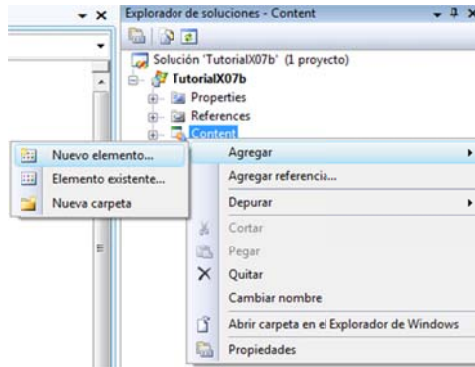 Explorador de soluciones - Content
Solución 'TutorialX07b' (1 proyecto)
TutorialX07b
Properties
References
Content
Agregar
Nuevo elemento...
Elemento existente...
Nueva carpeta
Agregar referencia...
Depurar
Cortar
Pegar
Quitar
Cambiar nombre
Abrir carpeta en el Explorador de Windows
Propiedades